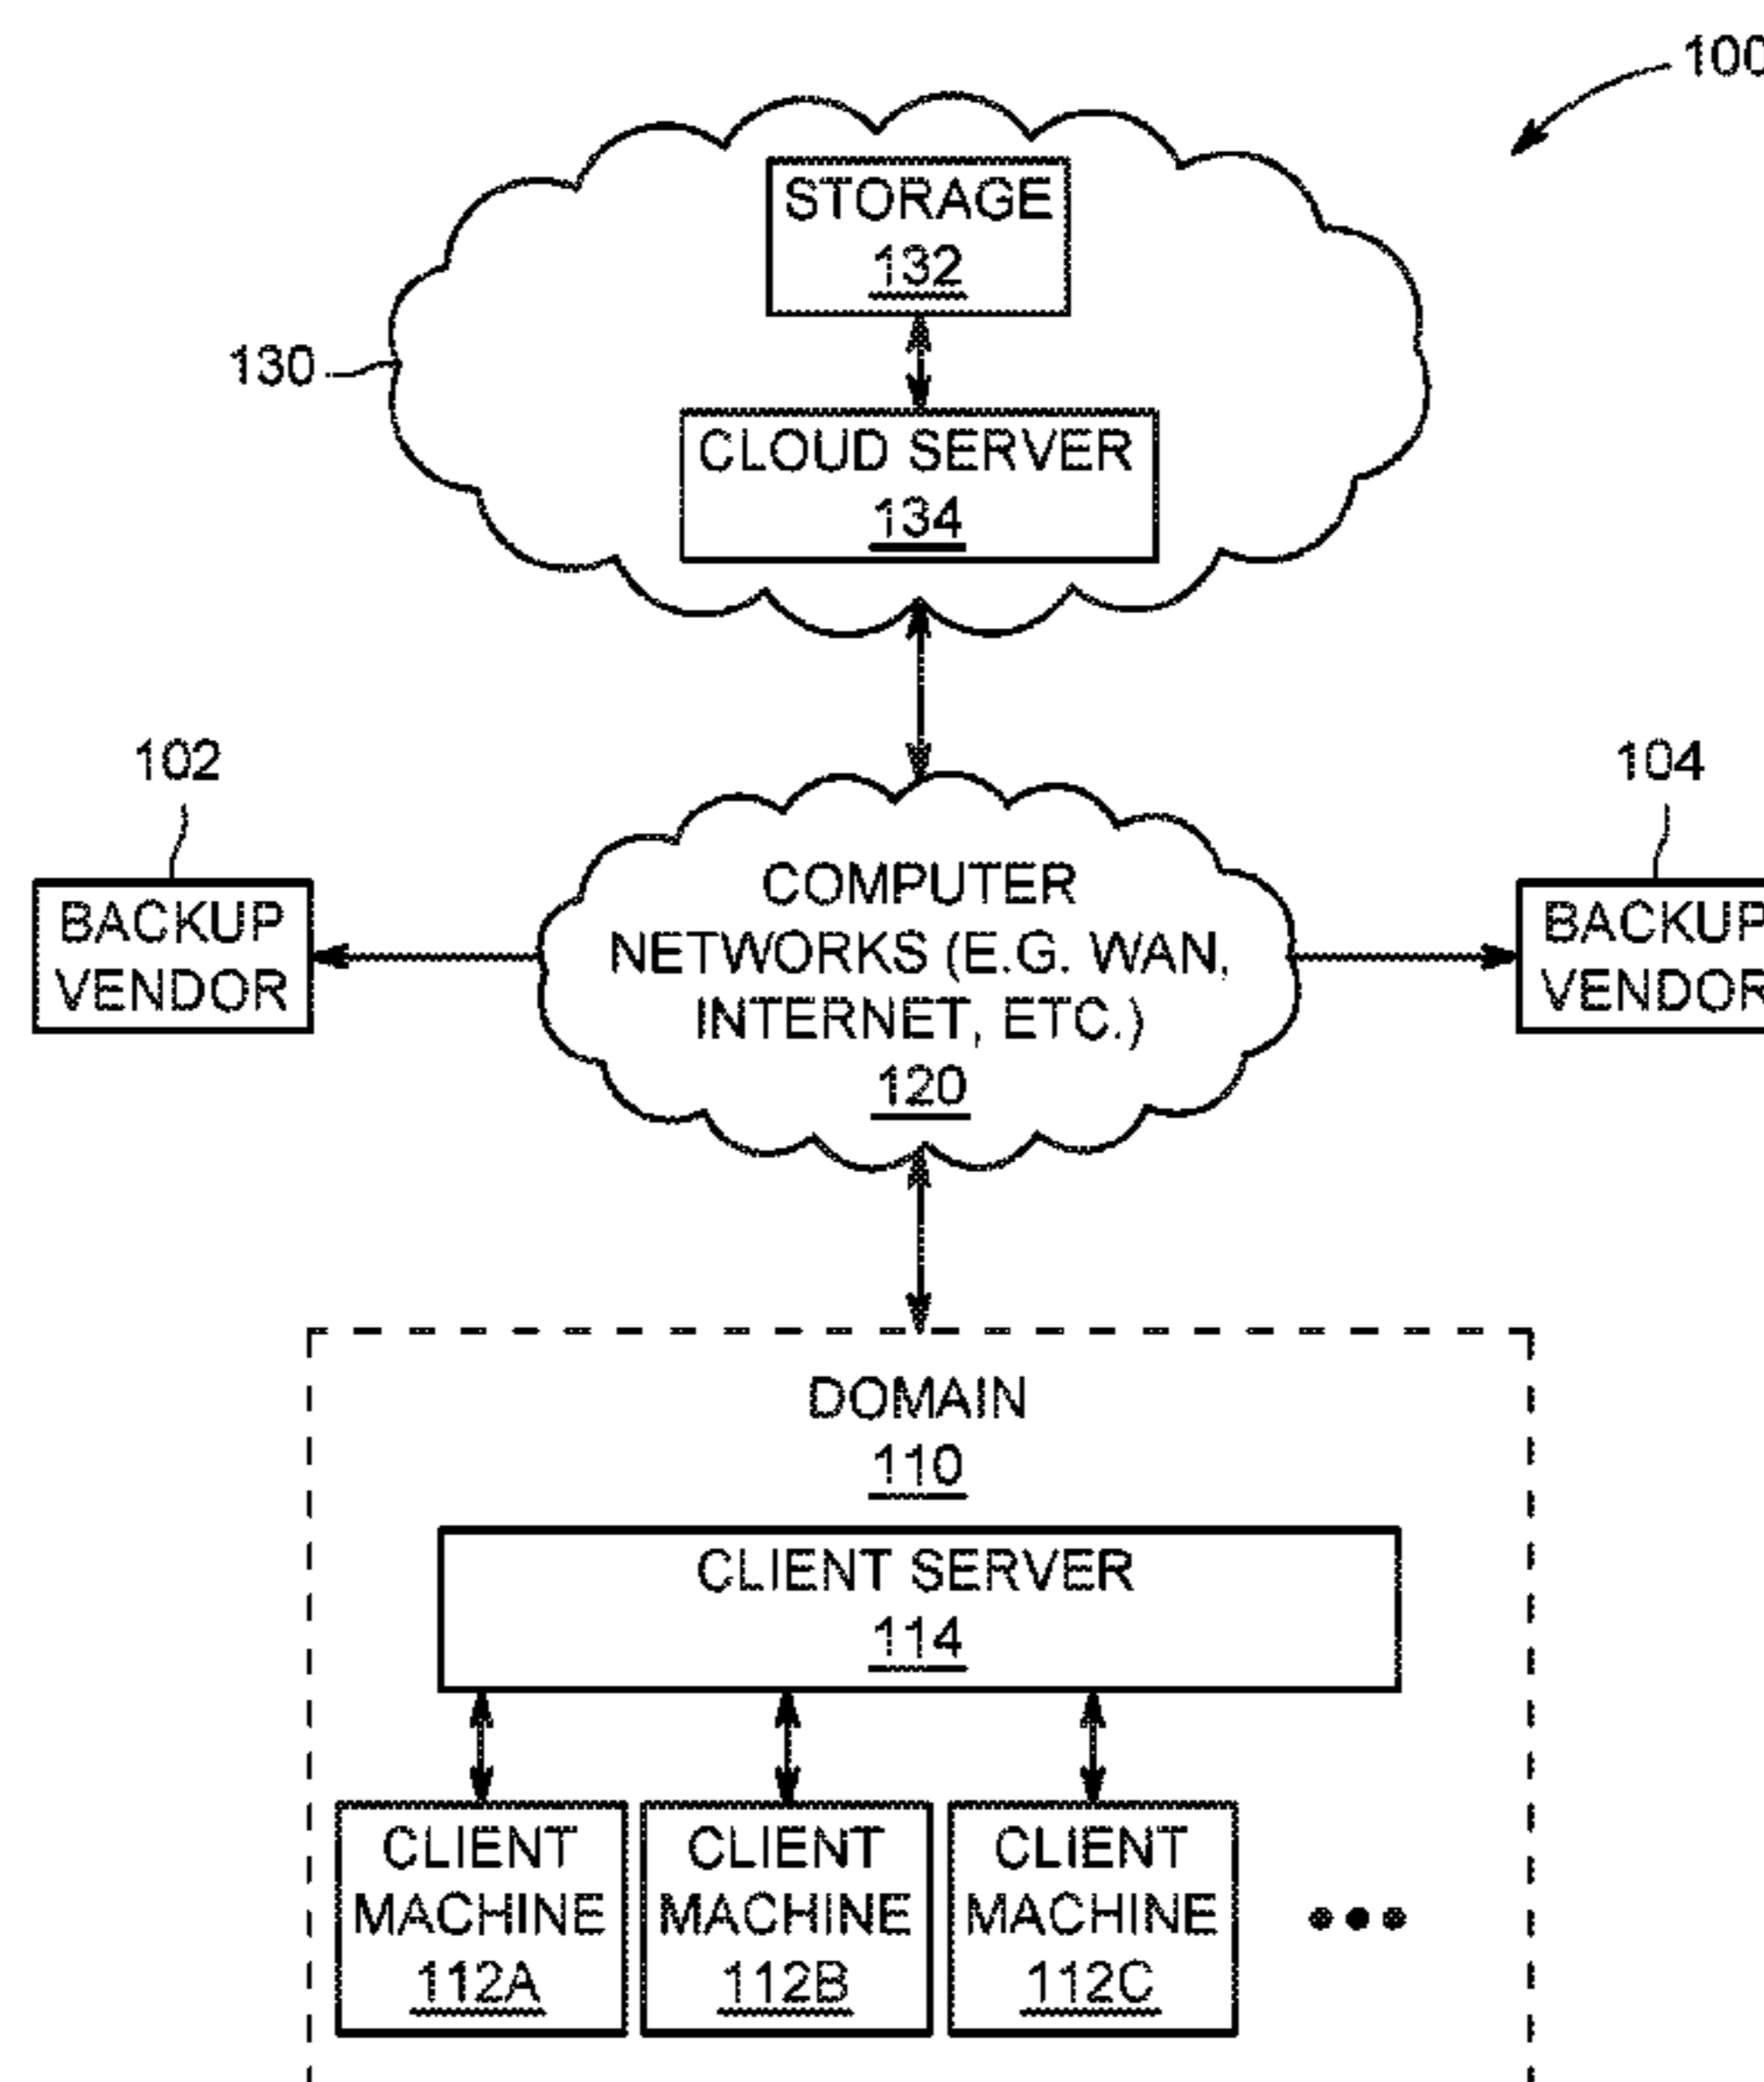 100
STORAGE
132
130
CLOUD SERVER
134
102
104
BACKUP
VENDOR
COMPUTER
NETWORKS (E.G. WAN,
INTERNET, ETC.)
120
BACKUP
VENDOR
DOMAIN
110
CLIENT SERVER
114
CLIENT
MACHINE
112A
CLIENT
MACHINE
112B
CLIENT
MACHINE
112C